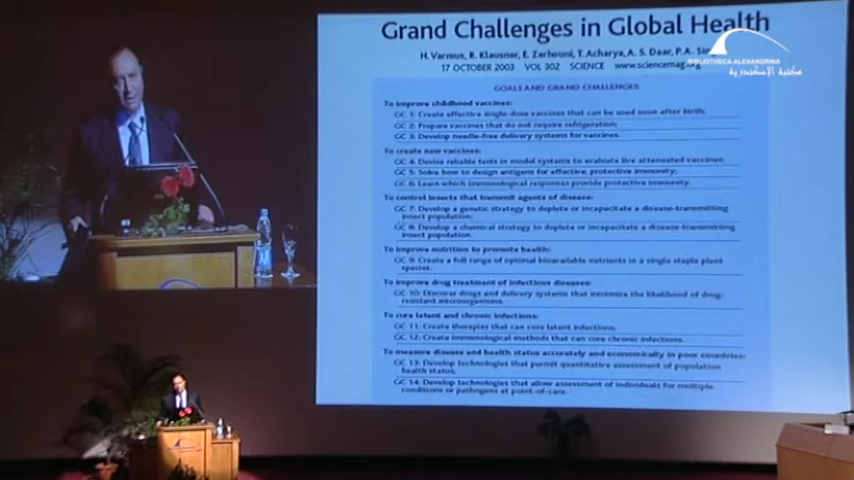 Grand Challenges in Global Health
H. Varmus, R. Klausner, E. Zerhouni, T. Acharya, A. S. Daar, P. A.
17 OCTOBER 2003 VOL 302 SCIENCE www.sciencemag.org
BIBLIOTHECA ALEXANDRINA
مكتبة الإسكندرية
GOALS AND GRAND CHALLENGES
To improve childhood vaccines:
GC 1: Create effective single-dose vaccines that can be used soon after birth;
GC 2: Prepare vaccines that do not require refrigeration;
GC 3: Develop needle-free delivery systems for vaccines.
To create new vaccines:
GC 4: Devise reliable tests in model systems to evaluate live attenuated vaccines;
GC 5: Solve how to design antigens for effective, protective immunity;
GC 6: Learn which immunological responses provide protective immunity.
To control insects that transmit agents of disease:
GC 7: Develop a genetic strategy to deplete or incapacitate a disease-transmitting
insect population;
GC 8: Develop a chemical strategy to deplete or incapacitate a disease-transmitting
insect population.
To improve nutrition to promote health:
GC 9: Create a full range of optimal bioavailable nutrients in a single staple plant
species.
To improve drug treatment of infectious diseases:
GC 10: Discover drugs and delivery systems that minimize the likelihood of drug-
resistant microorganisms.
To cure latent and chronic infections:
GC 11: Create therapies that can cure latent infections;
GC 12: Create immunological methods that can cure chronic infections.
To measure disease and health status accurately and economically in poor countries:
GC 13: Develop technologies that permit quantitative assessment of population
health status;
GC 14: Develop technologies that allow assessment of individuals for multiple
conditions or pathogens at point-of-care.